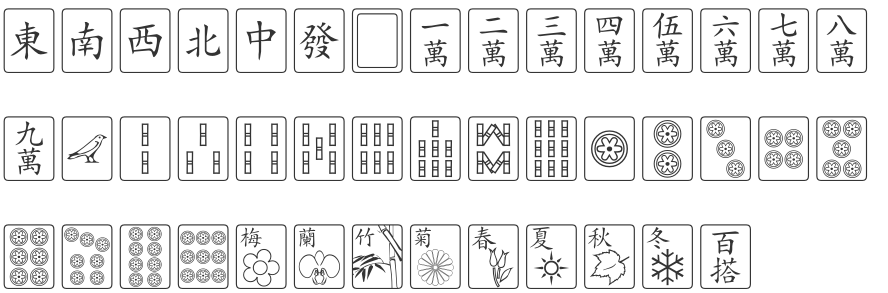 東 南 西 北 中 發 一萬 二萬 三萬 四萬 伍萬 六萬 七萬 八萬
九萬
梅 蘭 竹 菊 春 夏 秋 冬 百搭